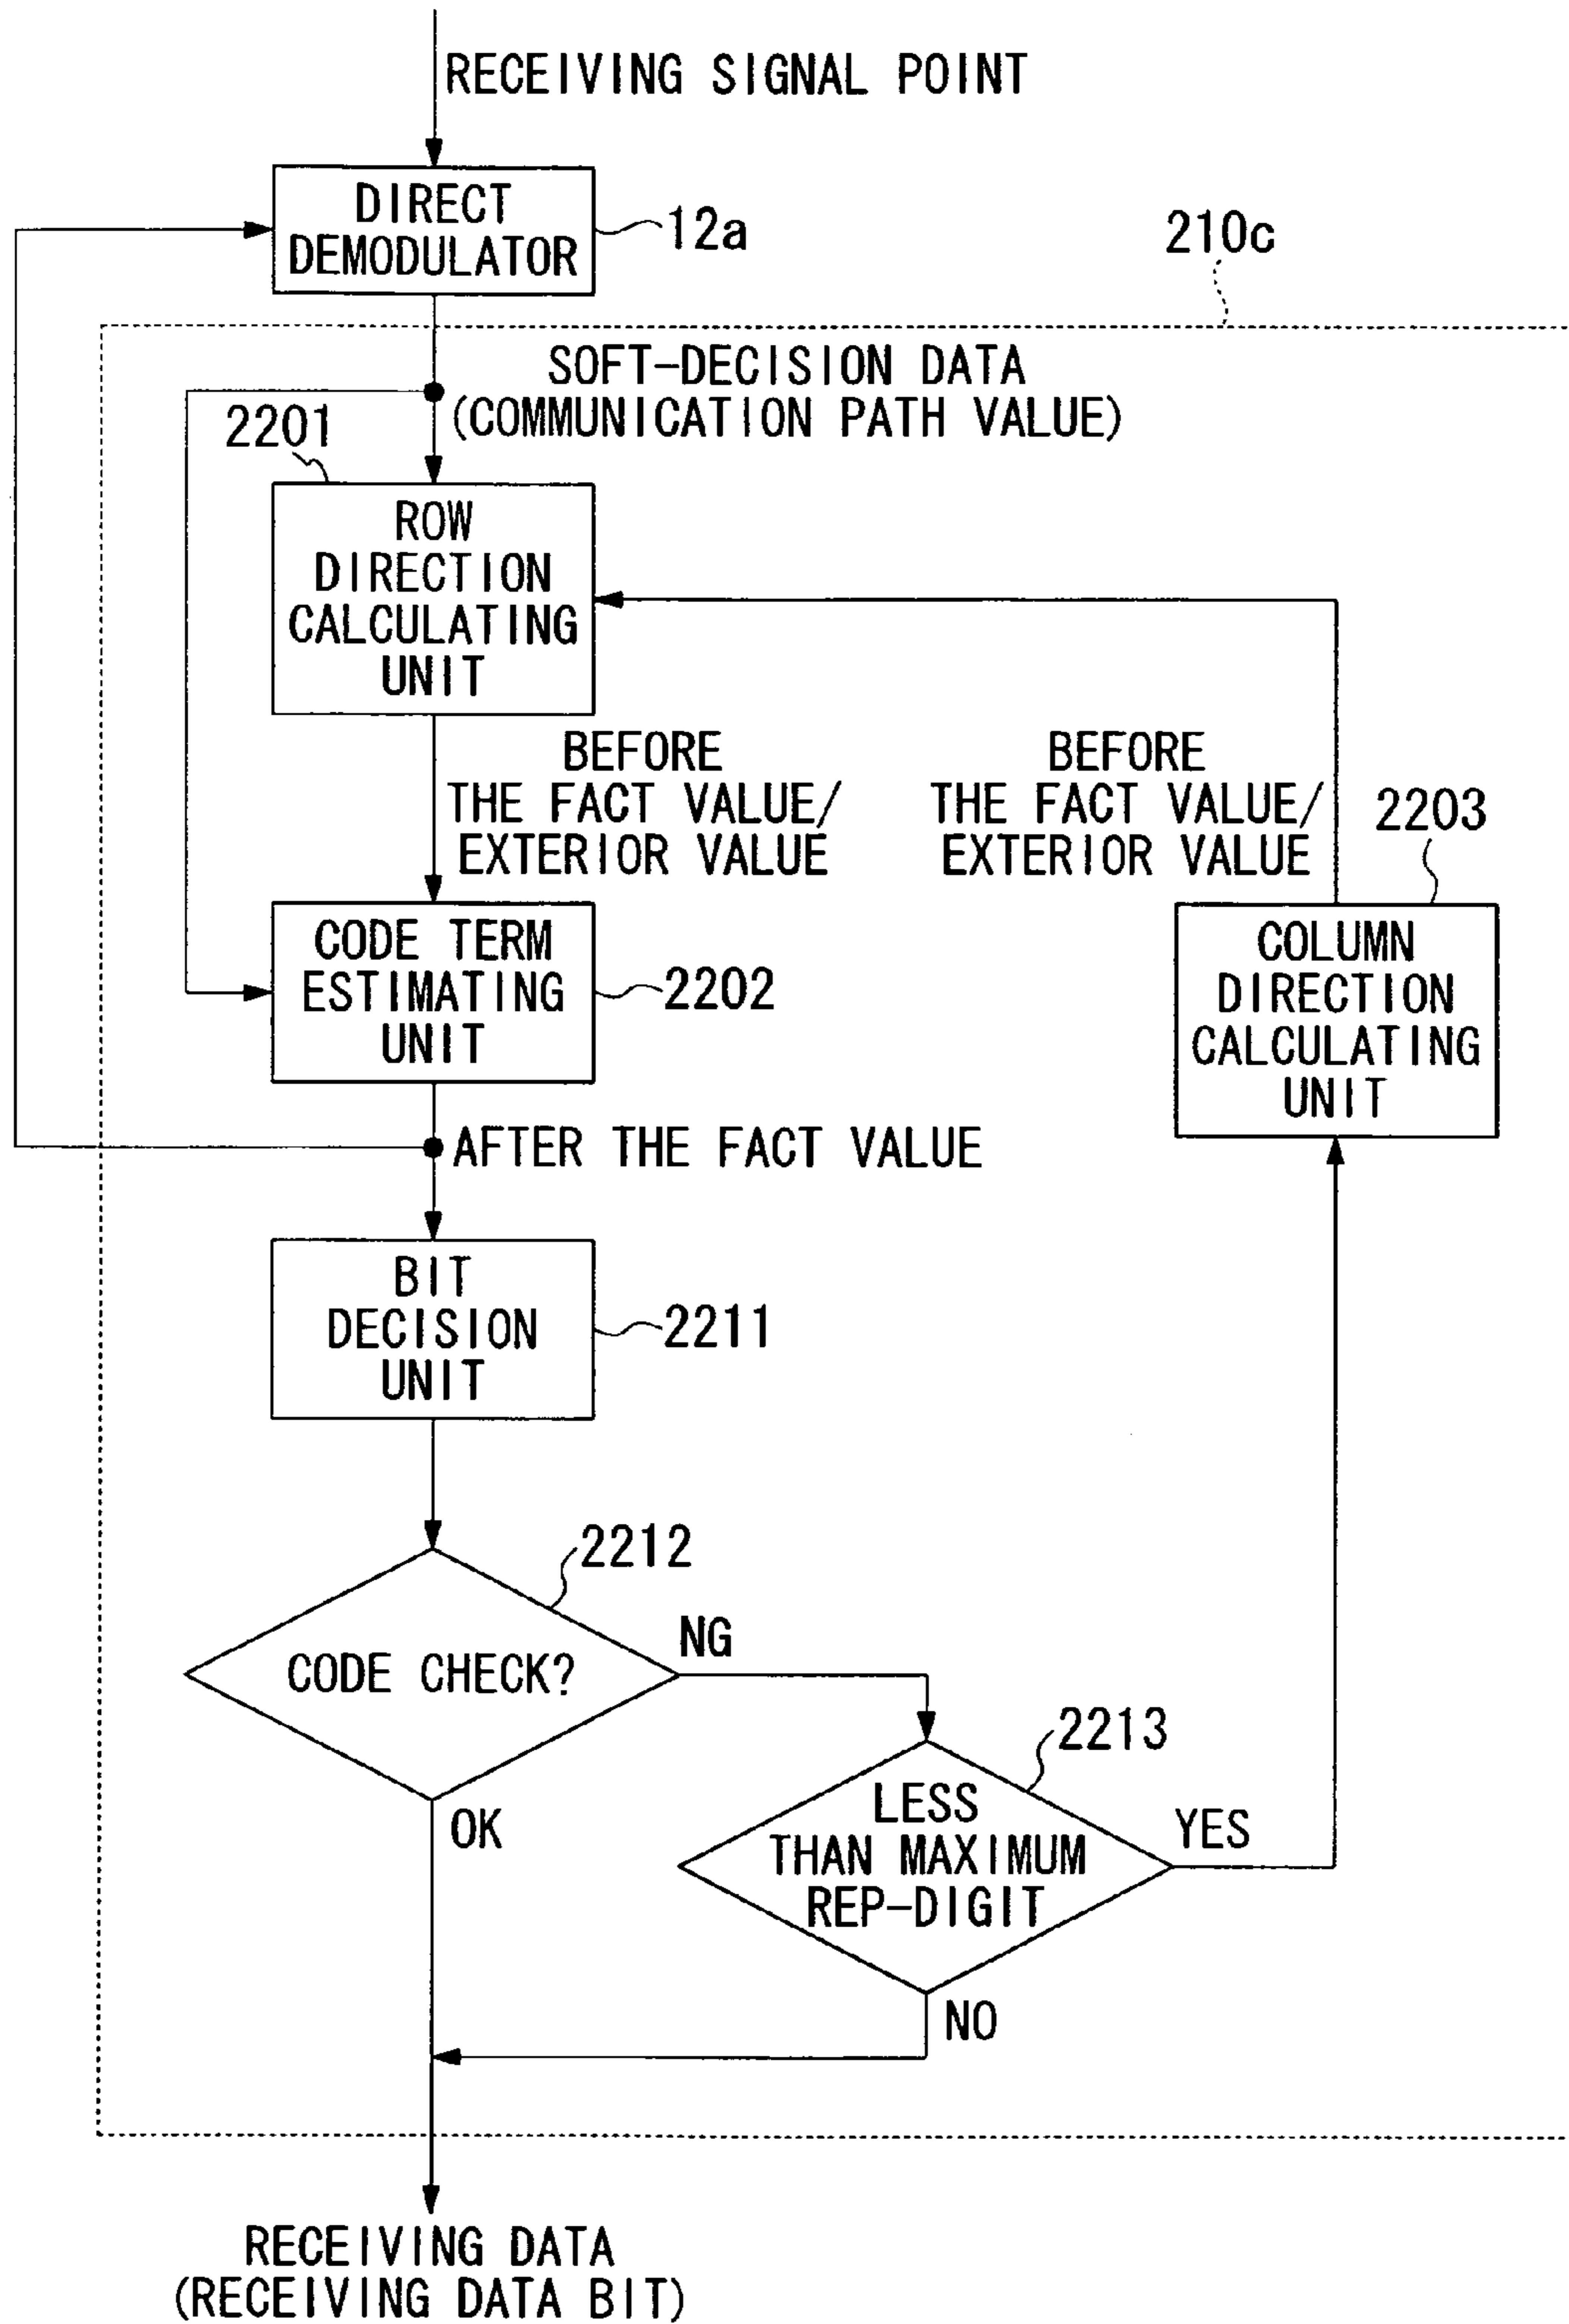 RECEIVING SIGNAL POINT
DIRECT
DEMODULATOR
12a
210c
SOFT-DECISION DATA
(COMMUNICATION PATH VALUE)
2201
ROW
DIRECTION
CALCULATING
UNIT
BEFORE
THE FACT VALUE/
EXTERIOR VALUE
BEFORE
THE FACT VALUE/
EXTERIOR VALUE
2203
CODE TERM
ESTIMATING
UNIT
2202
COLUMN
DIRECTION
CALCULATING
UNIT
AFTER THE FACT VALUE
BIT
DECISION
UNIT
2211
2212
CODE CHECK?
NG
OK
2213
LESS
THAN MAXIMUM
REP-DIGIT
YES
NO
RECEIVING DATA
(RECEIVING DATA BIT)